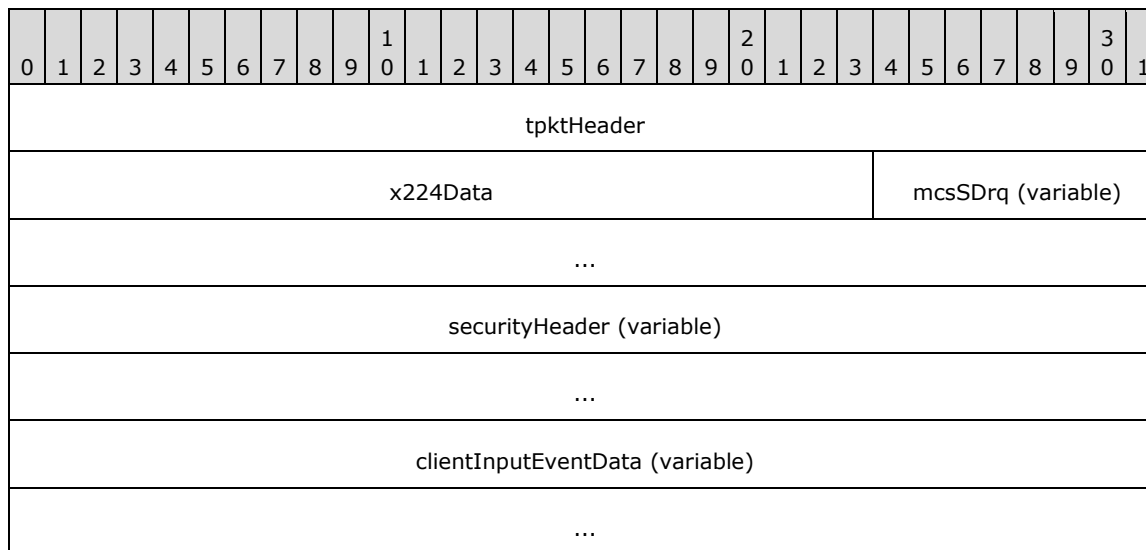 1 2 3
0 1 2 3 4 5 6 7 8 9 0 1 2 3 4 5 6 7 8 9 0 1 2 3 4 5 6 7 8 9 0 1
tpktHeader
x224Data mcsSDrq (variable)
...
securityHeader (variable)
...
clientInputEventData (variable)
...